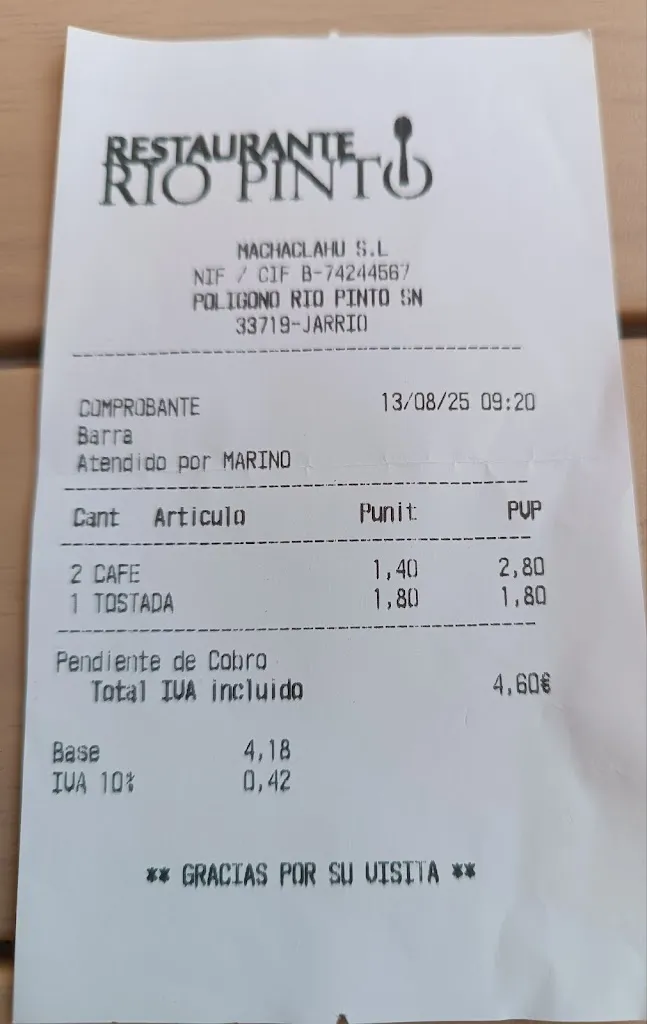 RESTAURANTE
RIO PINTO
MACHACLAHU S.L
NIF / CIF B-74244567
POLIGONO RIO PINTO SN
33719-JARRIO
COMPROBANTE 13/08/25 09:20
Barra
Atendido por MARINO
Cant Articulo Punit PVP
2 CAFE 1,40 2,80
1 TOSTADA 1,80 1,80
Pendiente de Cobro
Total IVA incluido 4,60€
Base 4,18
IVA 10% 0,42
** GRACIAS POR SU VISITA **